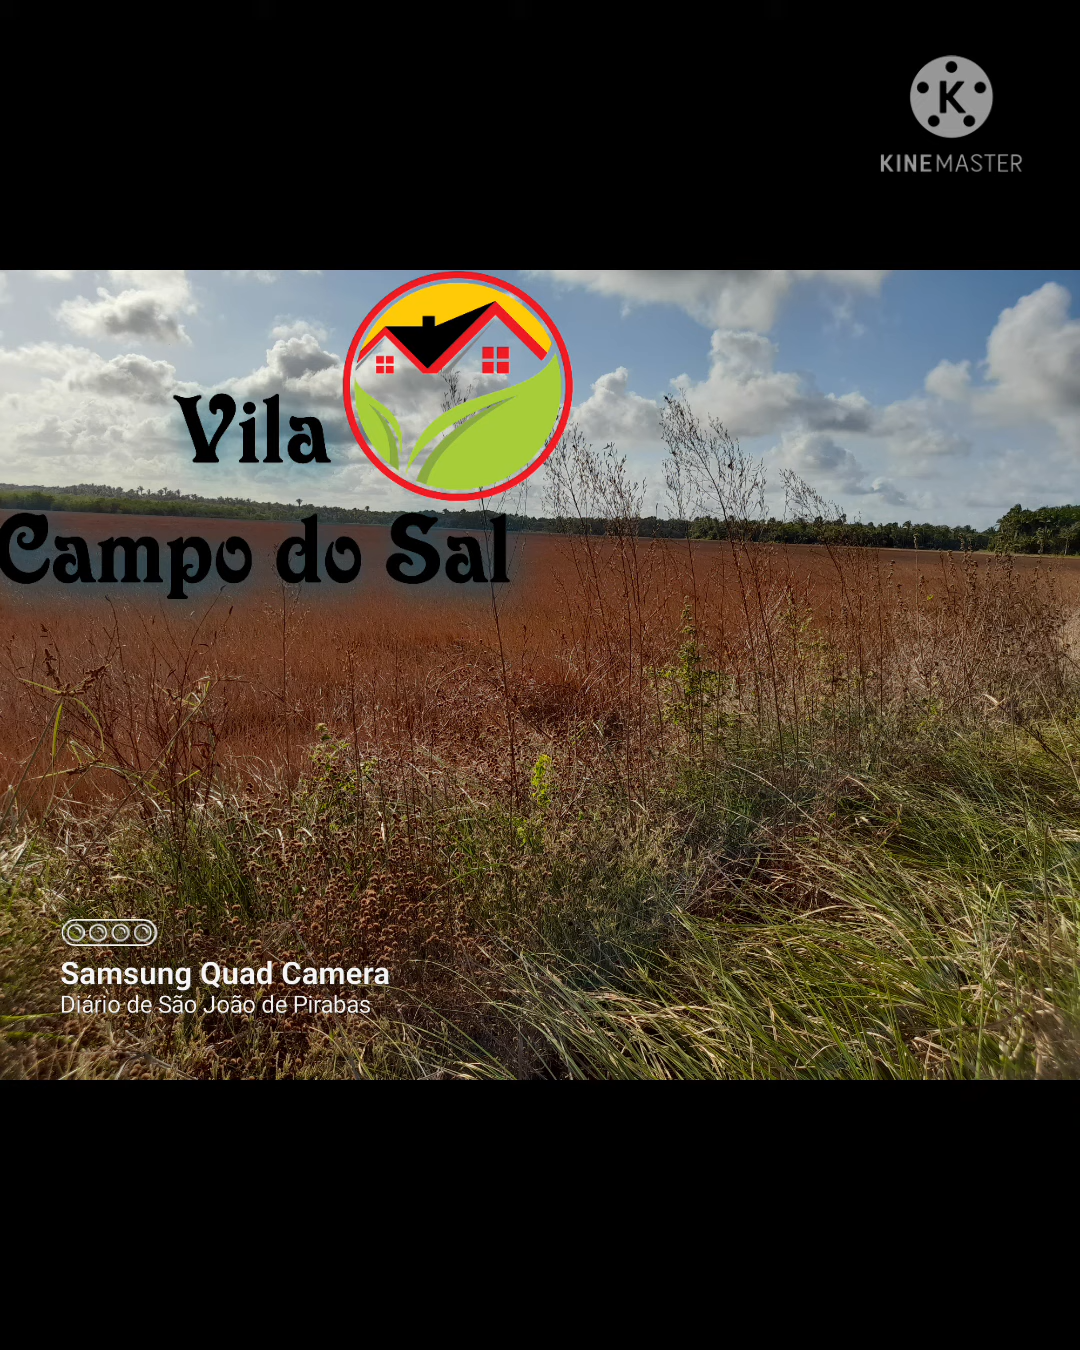 K
KINEMASTER
Vila
Campo do Sal
Samsung Quad Camera
Diário de São João de Pirabas